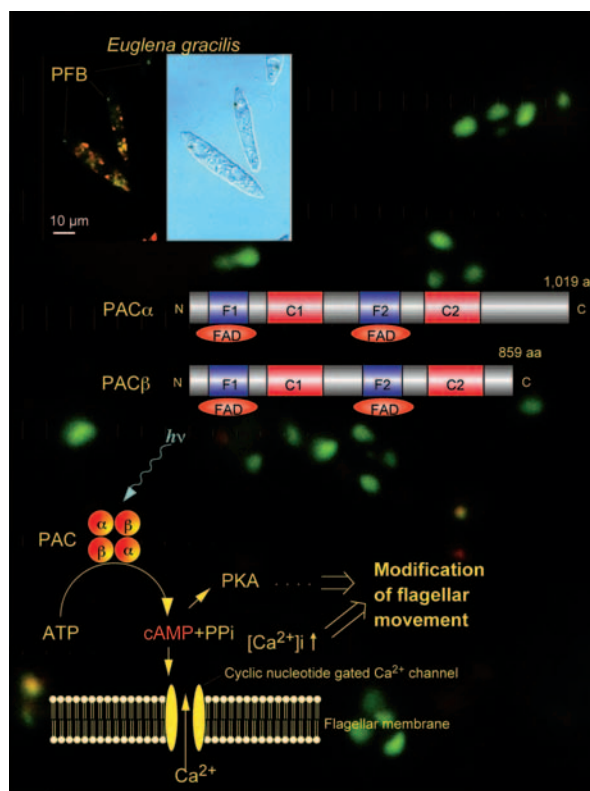 Euglena gracilis
PFB
10 μm
1,019 a
PACα N F1 C1 F2 C2 C
FAD FAD
859 aa
PACβ N F1 C1 F2 C2 C
FAD FAD
hν
PAC α β
β α
PKA ..... Modification
of flagellar
movement
ATP cAMP+PPi [Ca²⁺]i ↑
Cyclic nucleotide gated Ca²⁺ channel
Flagellar membrane
Ca²⁺